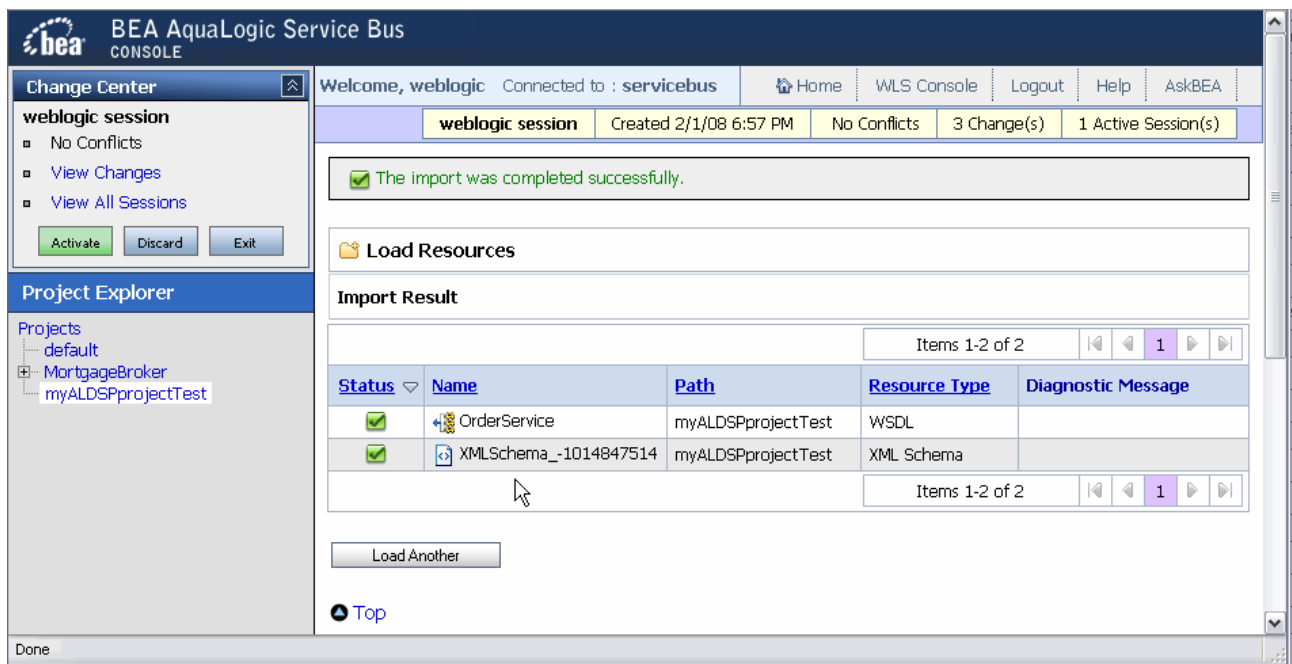 bea BEA AquaLogic Service Bus
CONSOLE
Change Center
weblogic session
No Conflicts
View Changes
View All Sessions
Activate Discard Exit
Project Explorer
Projects
default
MortgageBroker
myALDSPprojectTest
Welcome, weblogic Connected to : servicebus Home WLS Console Logout Help AskBEA
weblogic session Created 2/1/08 6:57 PM No Conflicts 3 Change(s) 1 Active Session(s)
The import was completed successfully.
Load Resources
Import Result
Items 1-2 of 2 1
Status Name Path Resource Type Diagnostic Message
OrderService myALDSPprojectTest WSDL
XMLSchema_-1014847514 myALDSPprojectTest XML Schema
Items 1-2 of 2 1
Load Another
Top
Done